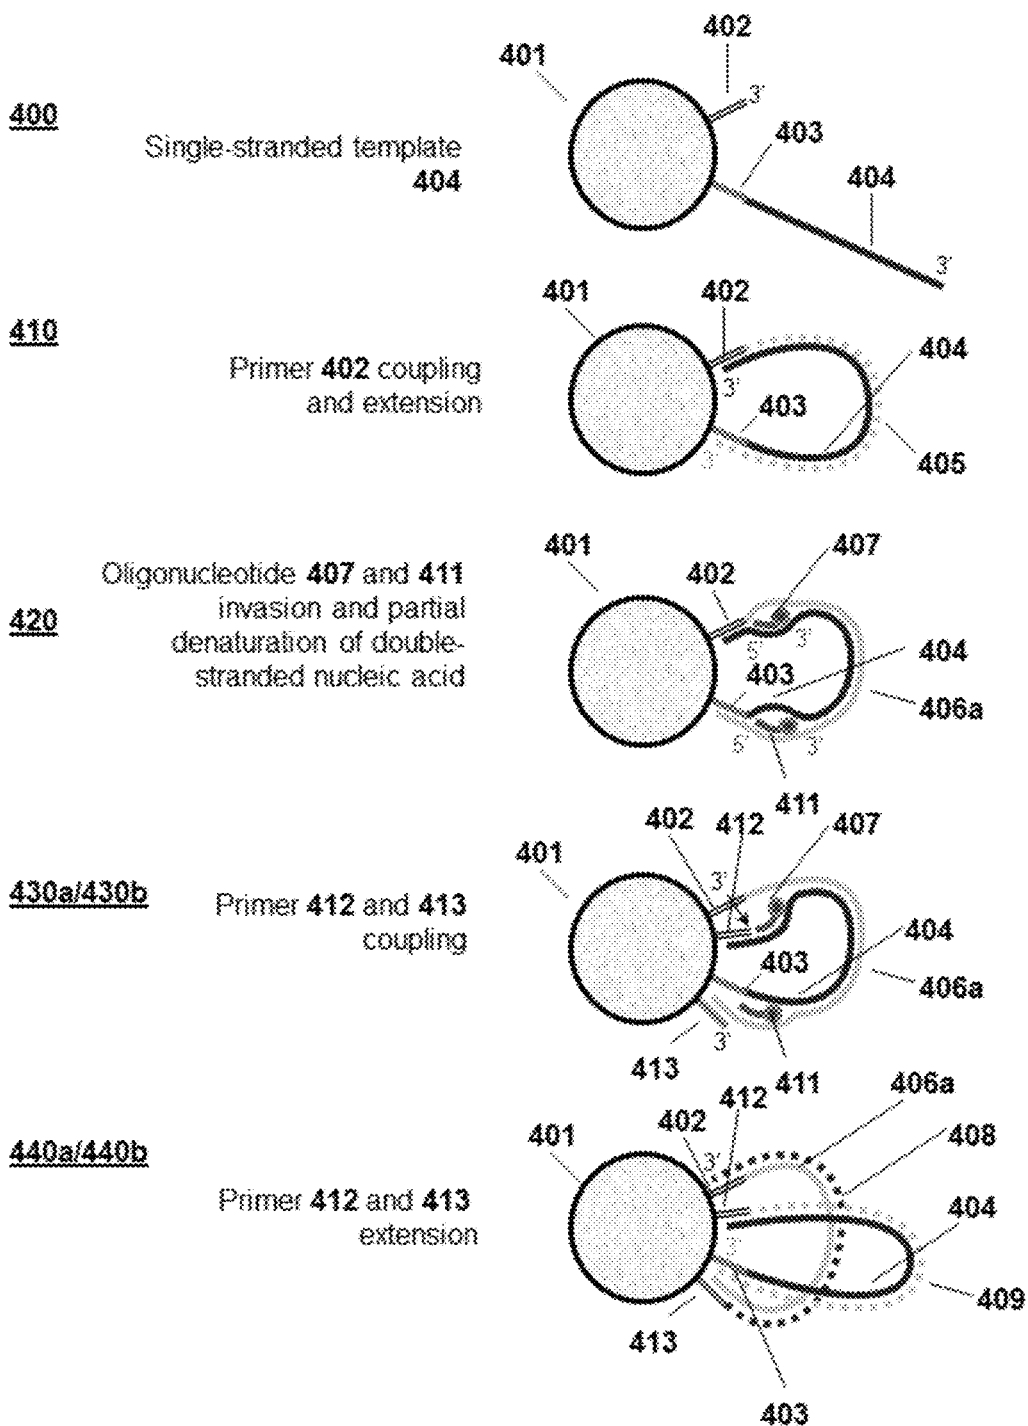 402
401
3'
400
403
Single-stranded template
404
404
3'
401
402
410
404
Primer 402 coupling
3'
and extension
403
3'
405
401
407
402
Oligonucleotide 407 and 411
invasion and partial
420
3'
5'
denaturation of double-
404
403
stranded nucleic acid
406a
5'
3'
411
402
412
407
401
3'
430a/430b
Primer 412 and 413
404
coupling
403
406a
3'
413
411
406a
412
402
408
401
440a/440b
3'
Primer 412 and 413
404
extension
409
413
403